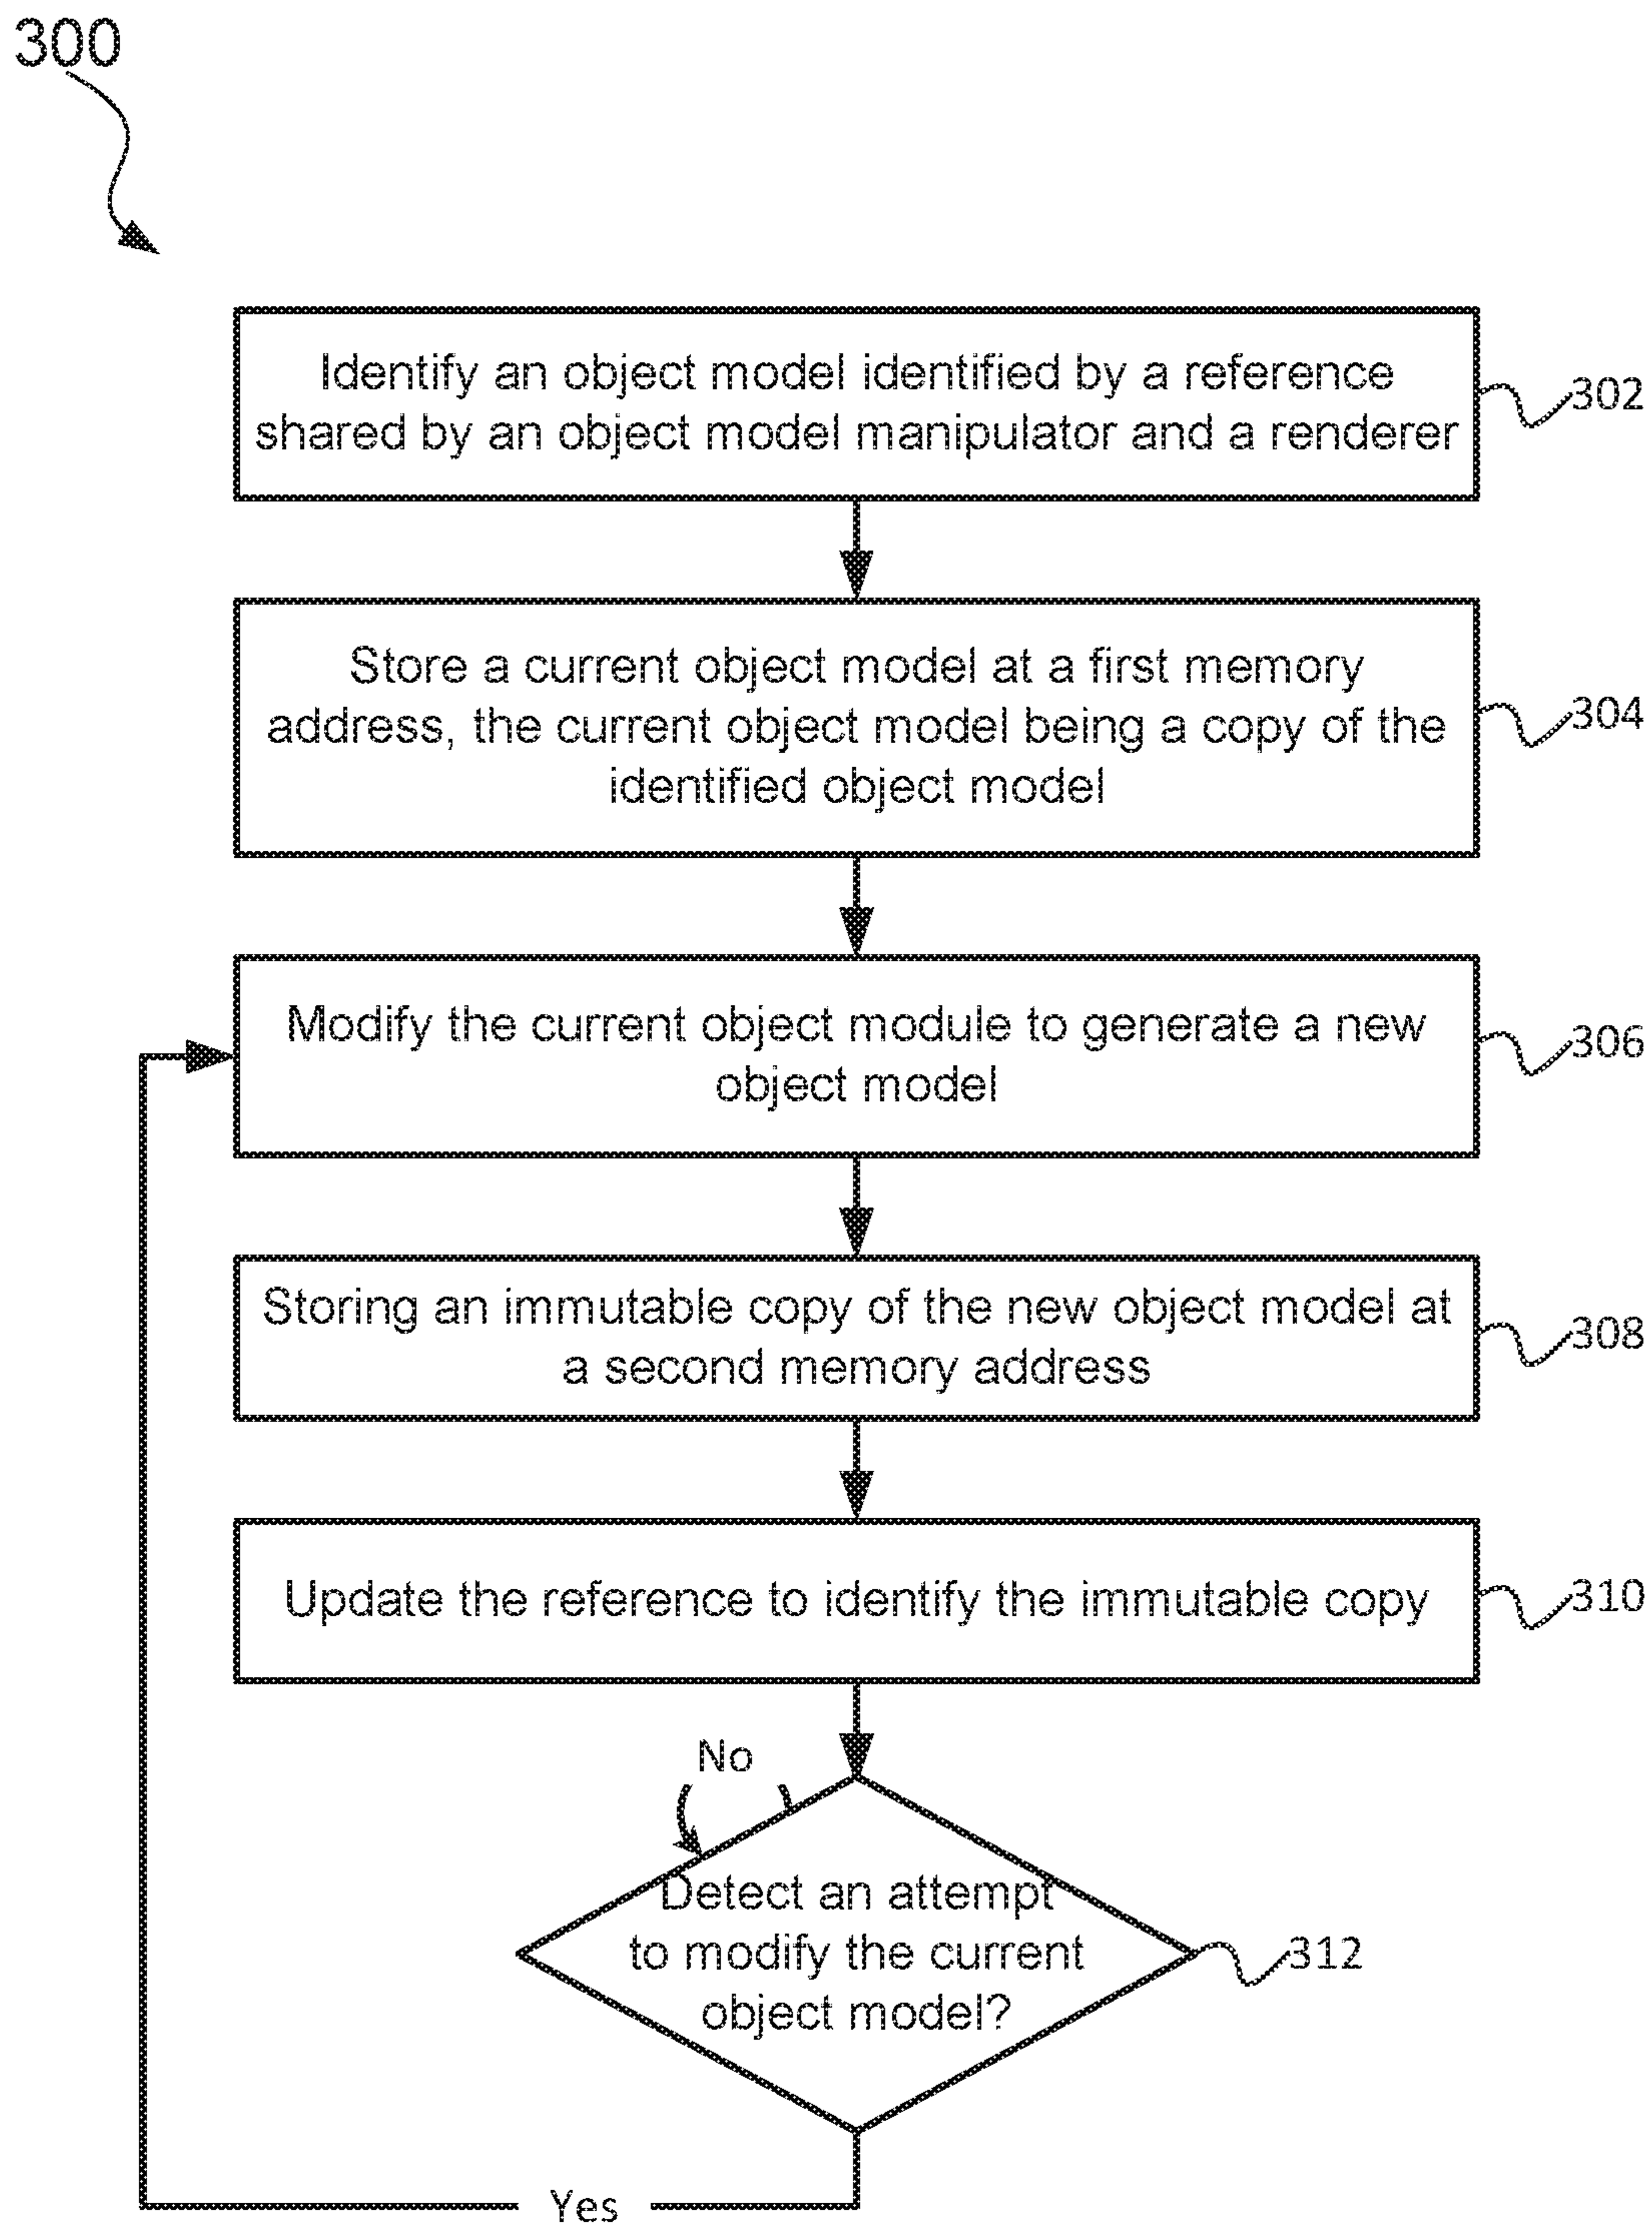 300
Identify an object model identified by a reference
shared by an object model manipulator and a renderer
302
Store a current object model at a first memory
address, the current object model being a copy of the
identified object model
304
Modify the current object module to generate a new
object model
306
Storing an immutable copy of the new object model at
a second memory address
308
Update the reference to identify the immutable copy
310
No
Detect an attempt
to modify the current
object model?
312
Yes